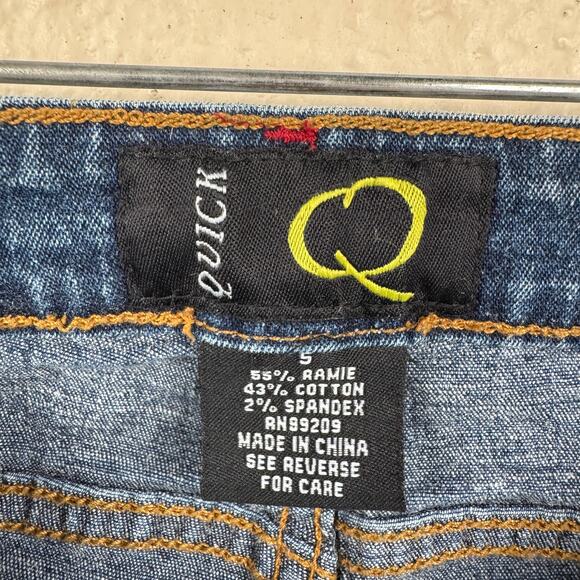 QUICK
Q
5
55% RAMIE
43% COTTON
2% SPANDEX
RN99209
MADE IN CHINA
SEE REVERSE
FOR CARE